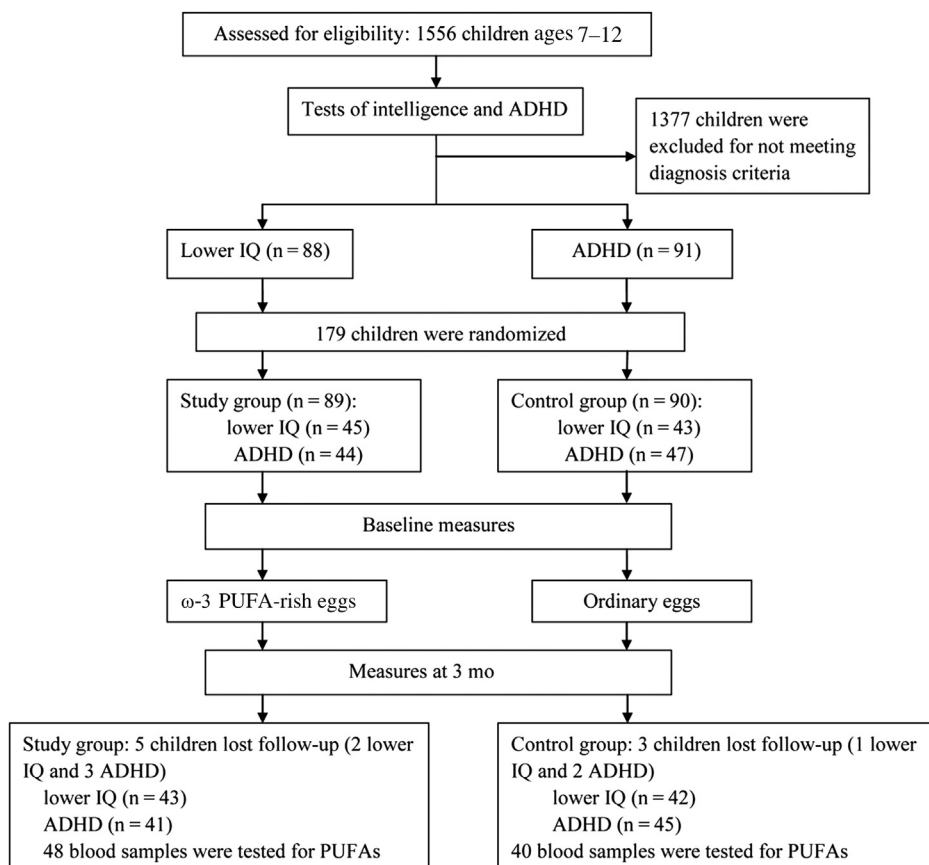 Assessed for eligibility: 1556 children ages 7–12
Tests of intelligence and ADHD
1377 children were
excluded for not meeting
diagnosis criteria
Lower IQ (n = 88)
ADHD (n = 91)
179 children were randomized
Study group (n = 89):
lower IQ (n = 45)
ADHD (n = 44)
Control group (n = 90):
lower IQ (n = 43)
ADHD (n = 47)
Baseline measures
ω-3 PUFA-rish eggs
Ordinary eggs
Measures at 3 mo
Study group: 5 children lost follow-up (2 lower
IQ and 3 ADHD)
lower IQ (n = 43)
ADHD (n = 41)
48 blood samples were tested for PUFAs
Control group: 3 children lost follow-up (1 lower
IQ and 2 ADHD)
lower IQ (n = 42)
ADHD (n = 45)
40 blood samples were tested for PUFAs